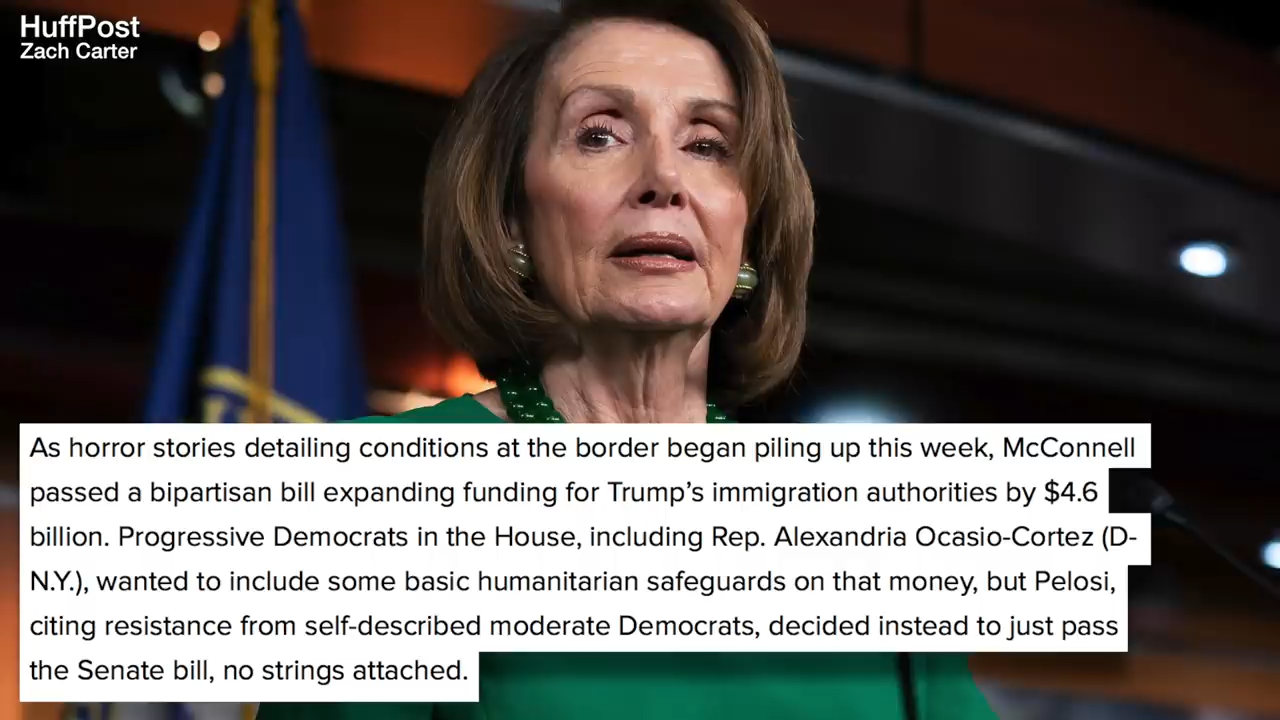 HuffPost
Zach Carter
As horror stories detailing conditions at the border began piling up this week, McConnell
passed a bipartisan bill expanding funding for Trump’s immigration authorities by $4.6
billion. Progressive Democrats in the House, including Rep. Alexandria Ocasio-Cortez (D-
N.Y.), wanted to include some basic humanitarian safeguards on that money, but Pelosi,
citing resistance from self-described moderate Democrats, decided instead to just pass
the Senate bill, no strings attached.